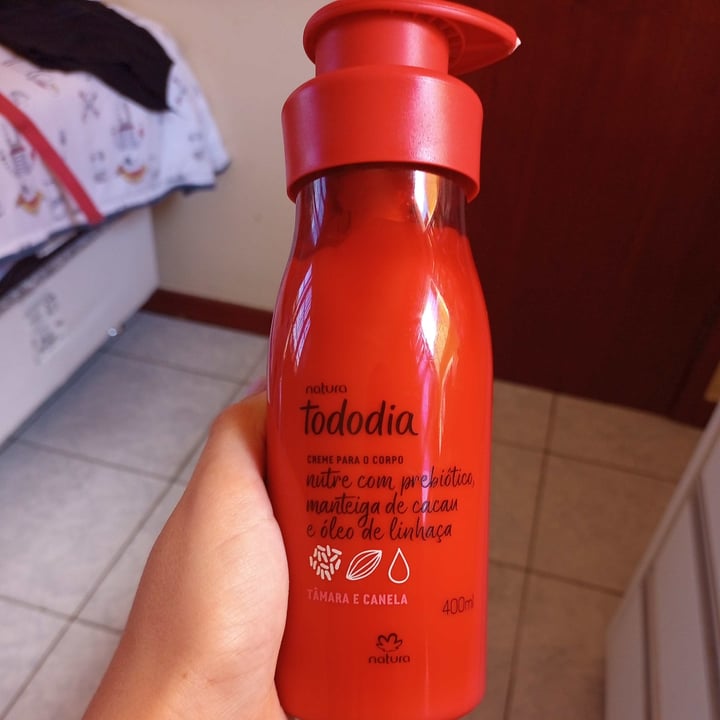 natura
tododia
CREME PARA O CORPO
nutre com prebiótico,
manteiga de cacau
e óleo de linhaça
TÂMARA E CANELA
400ml
natura